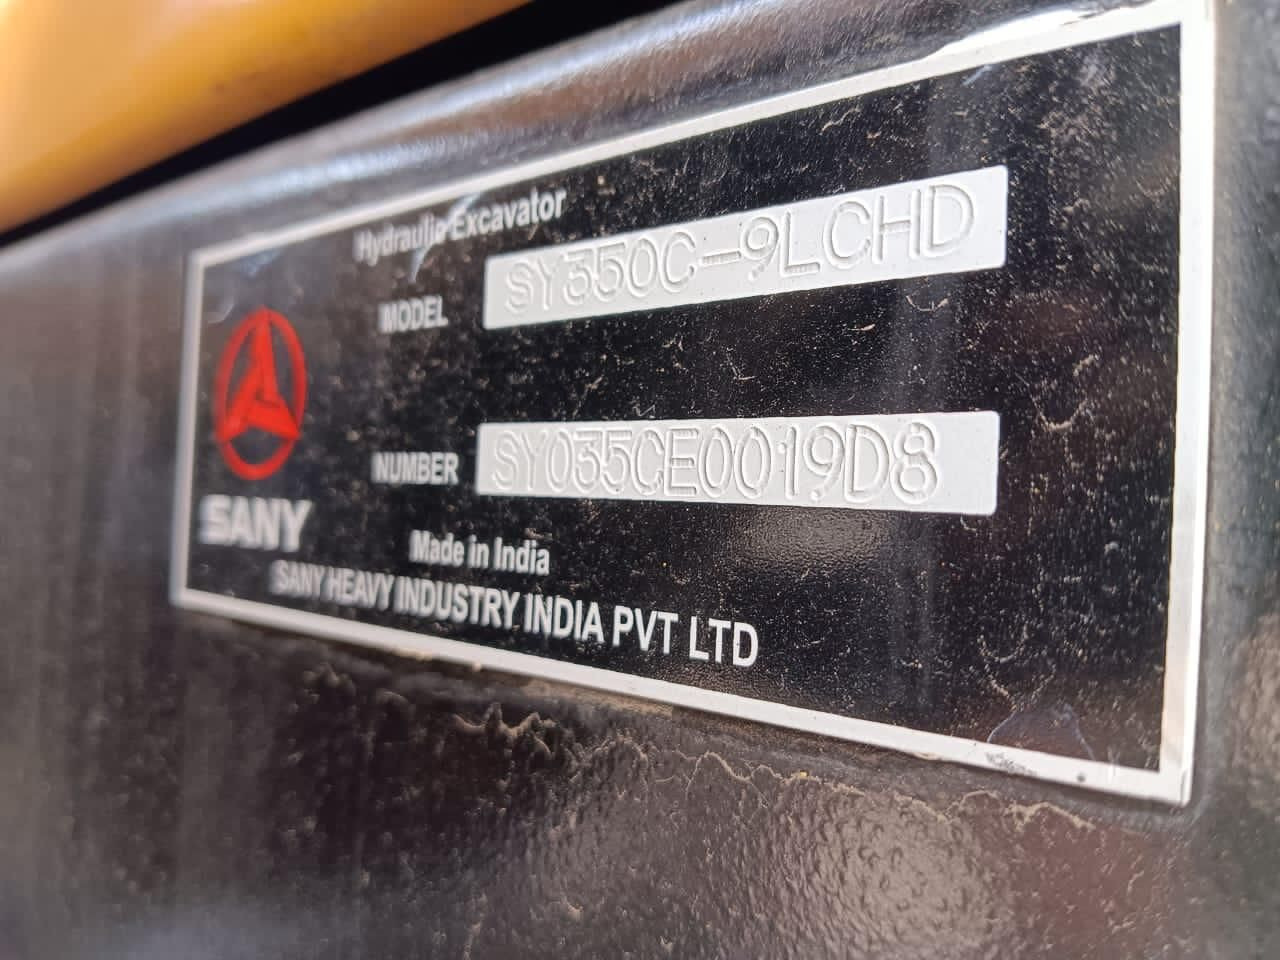 Hydraulic Excavator
MODEL SY350C-9LCHD
NUMBER SY035CE0019D8
SANY
Made in India
SANY HEAVY INDUSTRY INDIA PVT LTD